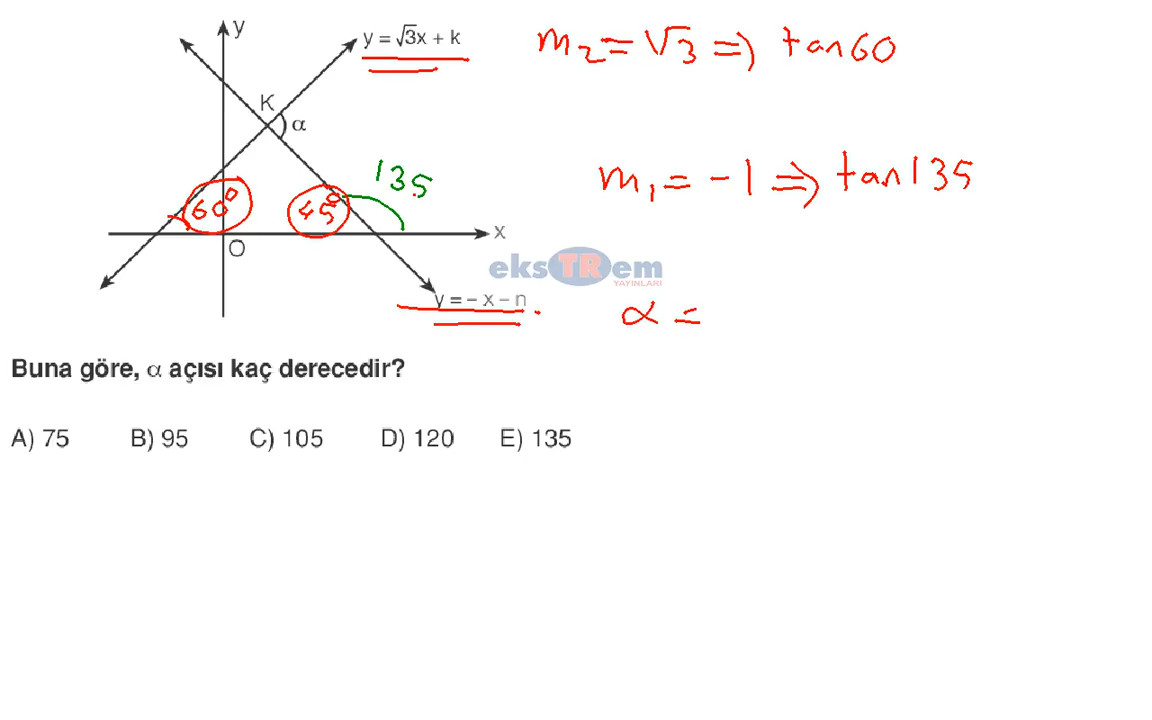 y
y = √3x + k
m₂ = √3 => tan60
K
α
135
m₁ = -1 => tan135
60°
45°
x
O
eksTRem
YAYINLARI
y = - x - n
α =
Buna göre, α açısı kaç derecedir?
A) 75 B) 95 C) 105 D) 120 E) 135